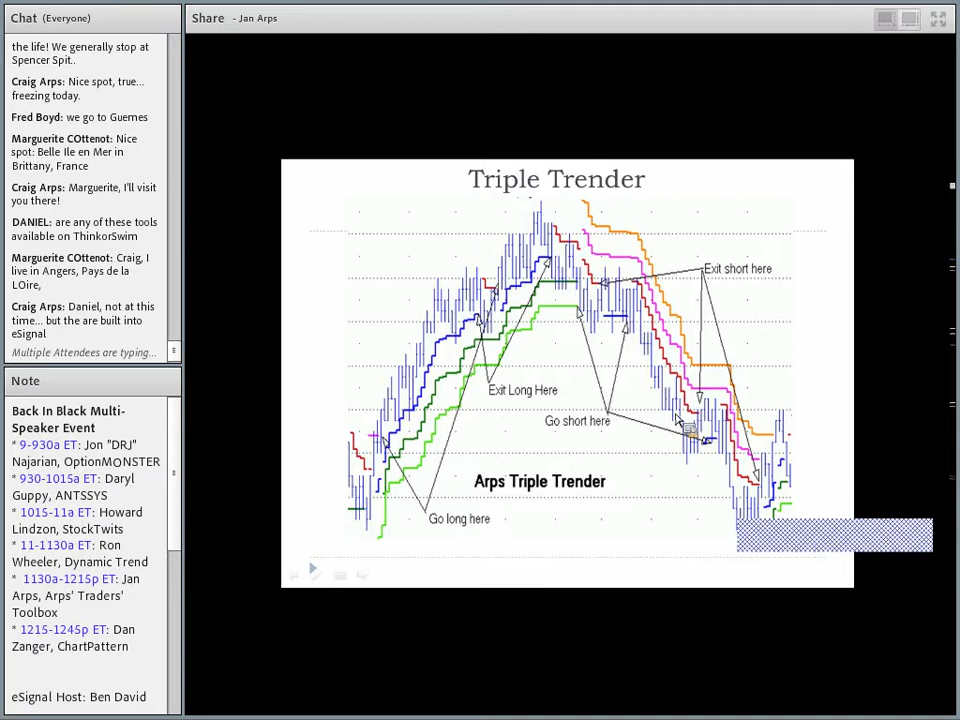 Chat (Everyone)
the life! We generally stop at
Spencer Spit..
Craig Arps: Nice spot, true...
freezing today.
Fred Boyd: we go to Guemes
Marguerite COttenot: Nice
spot: Belle Ile en Mer in
Brittany, France
Craig Arps: Marguerite, I'll visit
you there!
DANIEL: are any of these tools
available on ThinkorSwim
Marguerite COttenot: Craig, I
live in Angers, Pays de la
LOire,
Craig Arps: Daniel, not at this
time... but the are built into
eSignal
Multiple Attendees are typing...
Note
Back In Black Multi-
Speaker Event
* 9-930a ET: Jon "DRJ"
Najarian, OptionMONSTER
* 930-1015a ET: Daryl
Guppy, ANTSSYS
* 1015-11a ET: Howard
Lindzon, StockTwits
* 11-1130a ET: Ron
Wheeler, Dynamic Trend
* 1130a-1215p ET: Jan
Arps, Arps' Traders'
Toolbox
* 1215-1245p ET: Dan
Zanger, ChartPattern
eSignal Host: Ben David
Share - Jan Arps
Triple Trender
Exit short here
Exit Long Here
Go short here
Arps Triple Trender
Go long here